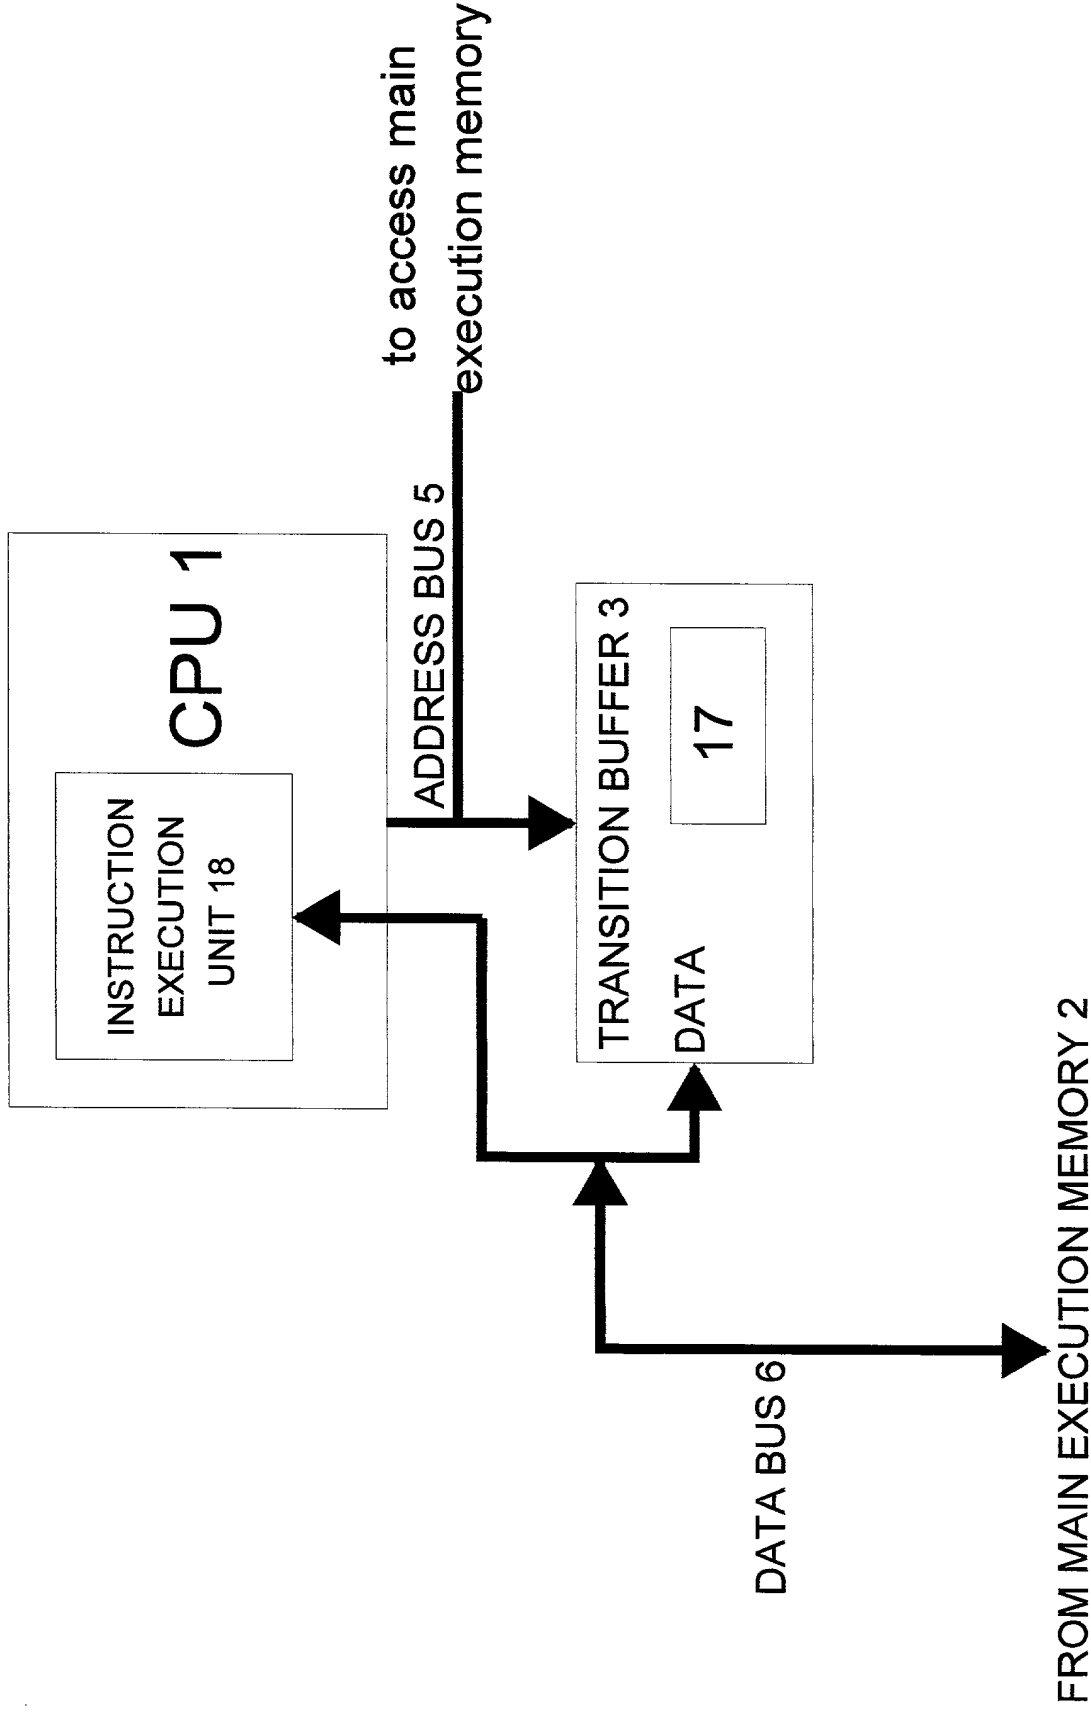 CPU 1
INSTRUCTION
EXECUTION
UNIT 18
to access main
execution memory
ADDRESS BUS 5
TRANSITION BUFFER 3
DATA
17
DATA BUS 6
FROM MAIN EXECUTION MEMORY 2